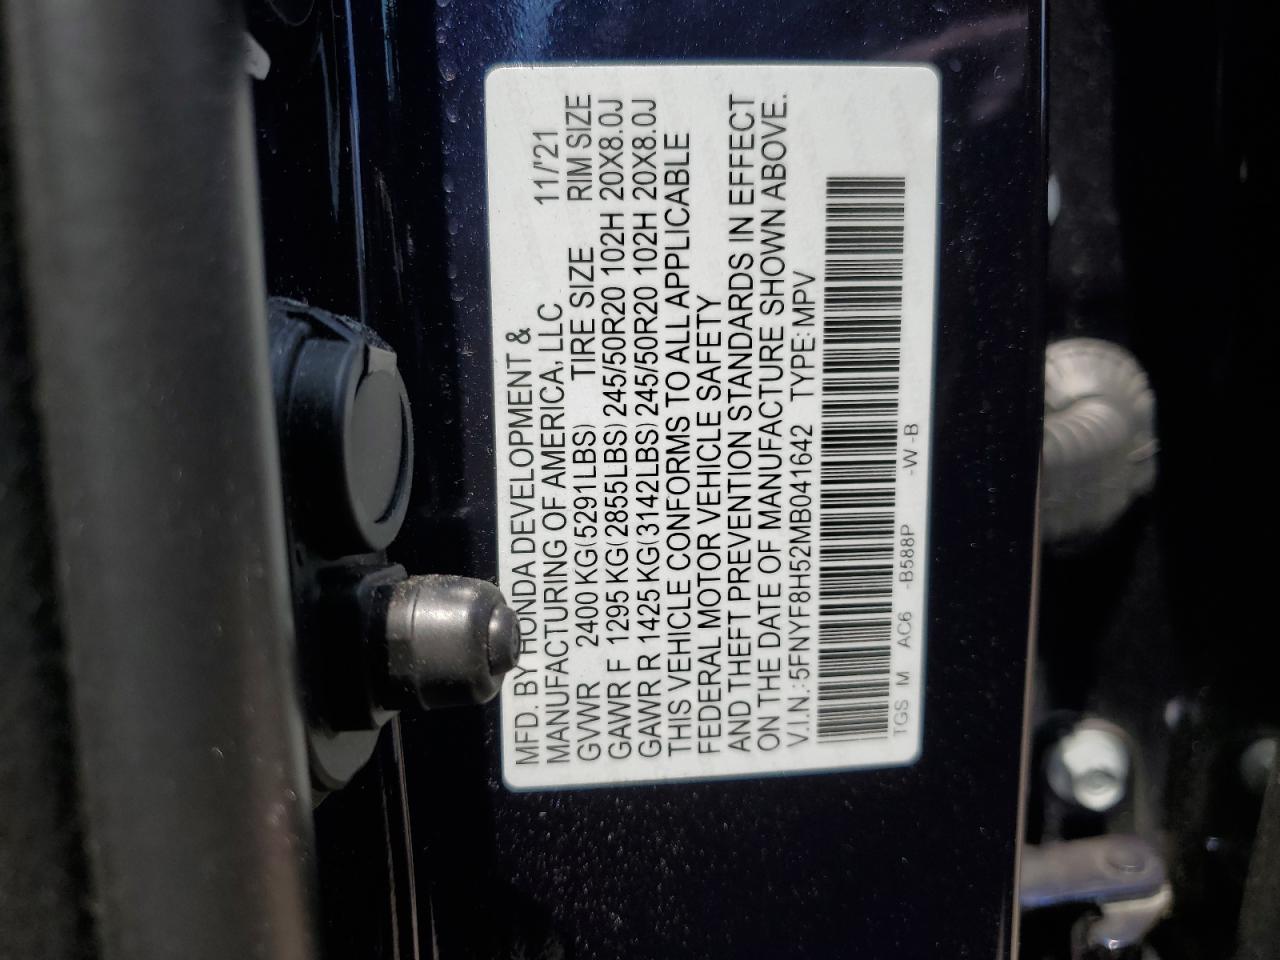 MFD. BY HONDA DEVELOPMENT &
MANUFACTURING OF AMERICA, LLC 11/'21
GVWR 2400 KG(5291LBS) TIRE SIZE RIM SIZE
GAWR F 1295 KG(2855LBS) 245/50R20 102H 20X8.0J
GAWR R 1425 KG(3142LBS) 245/50R20 102H 20X8.0J
THIS VEHICLE CONFORMS TO ALL APPLICABLE
FEDERAL MOTOR VEHICLE SAFETY
AND THEFT PREVENTION STANDARDS IN EFFECT
ON THE DATE OF MANUFACTURE SHOWN ABOVE.
V.I.N.:5FNYF8H52MB041642 TYPE:MPV
TGS M AC6 -B588P -W -B